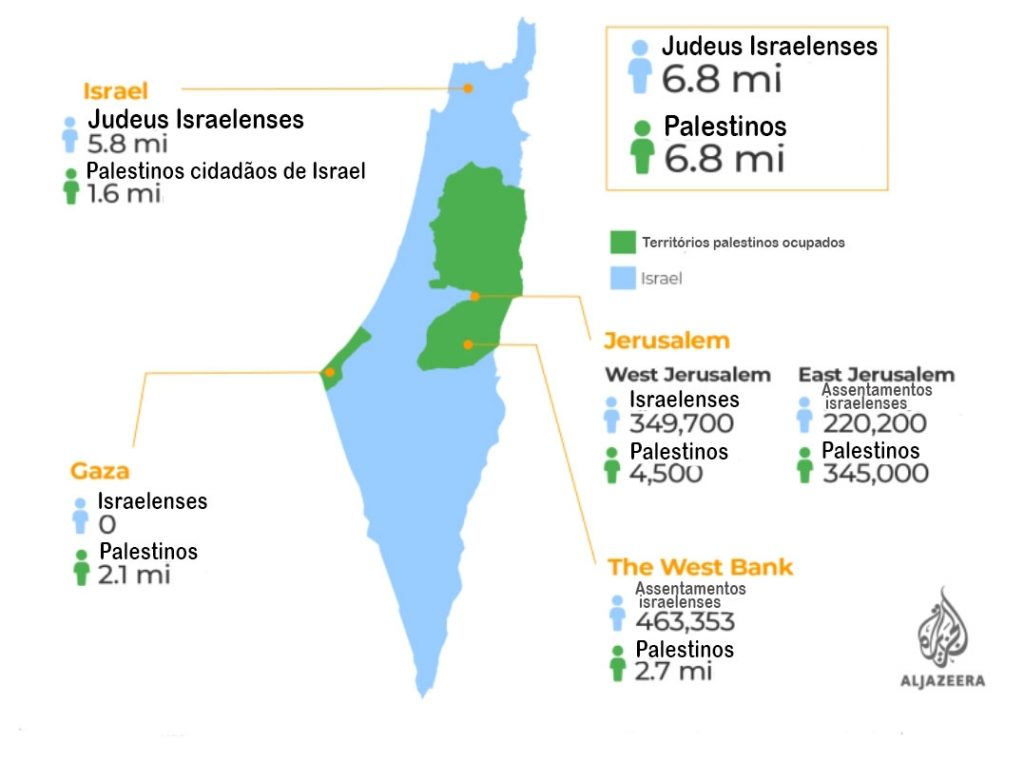 Israel
Judeus Israelenses
5.8 mi
Palestinos cidadãos de Israel
1.6 mi
Judeus Israelenses
6.8 mi
Palestinos
6.8 mi
Territórios palestinos ocupados
Israel
Jerusalem
West Jerusalem
Israelenses
349,700
Palestinos
4,500
East Jerusalem
Assentamentos
israelenses
220,200
Palestinos
345,000
Gaza
Israelenses
0
Palestinos
2.1 mi
The West Bank
Assentamentos
israelenses
463,353
Palestinos
2.7 mi
الجزيرة
ALJAZEERA